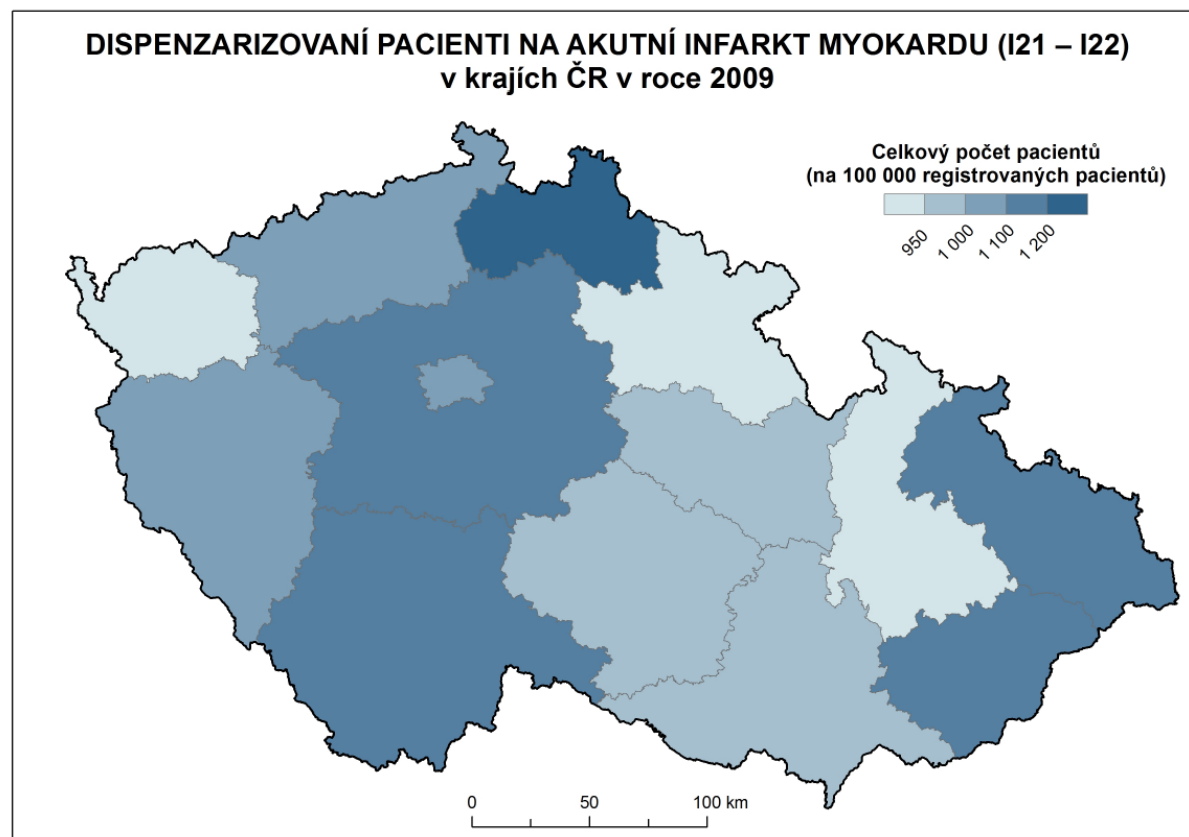 DISPENZARIZOVANÍ PACIENTI NA AKUTNÍ INFARKT MYOKARDU (I21 – I22)
v krajích ČR v roce 2009
Celkový počet pacientů
(na 100 000 registrovaných pacientů)
950 1 000 1 100 1 200
0 50 100 km